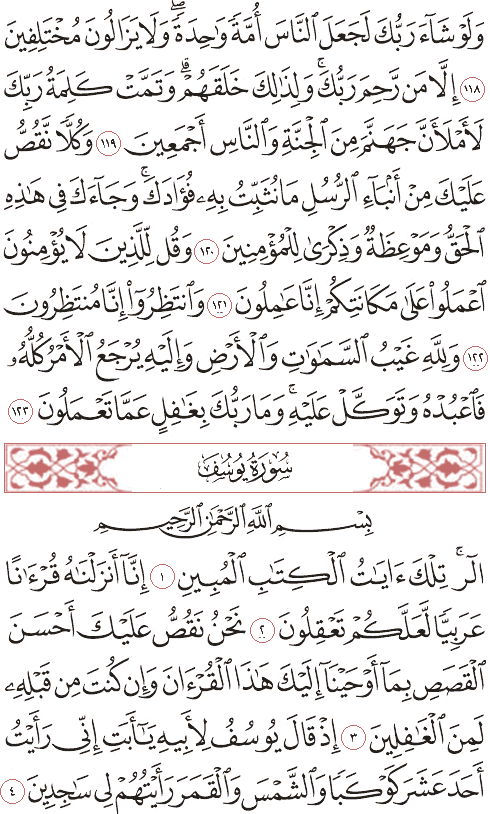 وَلَوْ شَآءَ رَبُّكَ لَجَعَلَ ٱلنَّاسَ أُمَّةً وَٰحِدَةً ۖ وَلَا يَزَالُونَ مُخْتَلِفِينَ
١١٨ إِلَّا مَن رَّحِمَ رَبُّكَ ۚ وَلِذَٰلِكَ خَلَقَهُمْ ۗ وَتَمَّتْ كَلِمَةُ رَبِّكَ
لَأَمْلَأَنَّ جَهَنَّمَ مِنَ ٱلْجِنَّةِ وَٱلنَّاسِ أَجْمَعِينَ ١١٩ وَكُلًّا نَّقُصُّ
عَلَيْكَ مِنْ أَنۢبَآءِ ٱلرُّسُلِ مَا نُثَبِّتُ بِهِۦ فُؤَادَكَ ۚ وَجَآءَكَ فِى هَٰذِهِ
ٱلْحَقُّ وَمَوْعِظَةٌ وَذِكْرَىٰ لِلْمُؤْمِنِينَ ١٢٠ وَقُل لِّلَّذِينَ لَا يُؤْمِنُونَ
ٱعْمَلُوا۟ عَلَىٰ مَكَانَتِكُمْ إِنَّا عَٰمِلُونَ ١٢١ وَٱنتَظِرُوٓا۟ إِنَّا مُنتَظِرُونَ
١٢٢ وَلِلَّهِ غَيْبُ ٱلسَّمَٰوَٰتِ وَٱلْأَرْضِ وَإِلَيْهِ يُرْجَعُ ٱلْأَمْرُ كُلُّهُۥ
فَٱعْبُدْهُ وَتَوَكَّلْ عَلَيْهِ ۚ وَمَا رَبُّكَ بِغَٰفِلٍ عَمَّا تَعْمَلُونَ ١٢٣
سُورَةُ يُوسُفَ
بِسْمِ ٱللَّهِ ٱلرَّحْمَٰنِ ٱلرَّحِيمِ
الٓر ۚ تِلْكَ ءَايَٰتُ ٱلْكِتَٰبِ ٱلْمُبِينِ ١ إِنَّآ أَنزَلْنَٰهُ قُرْءَٰنًا
عَرَبِيًّا لَّعَلَّكُمْ تَعْقِلُونَ ٢ نَحْنُ نَقُصُّ عَلَيْكَ أَحْسَنَ
ٱلْقَصَصِ بِمَآ أَوْحَيْنَآ إِلَيْكَ هَٰذَا ٱلْقُرْءَانَ وَإِن كُنتَ مِن قَبْلِهِۦ
لَمِنَ ٱلْغَٰفِلِينَ ٣ إِذْ قَالَ يُوسُفُ لِأَبِيهِ يَٰٓأَبَتِ إِنِّى رَأَيْتُ
أَحَدَ عَشَرَ كَوْكَبًا وَٱلشَّمْسَ وَٱلْقَمَرَ رَأَيْتُهُمْ لِى سَٰجِدِينَ ٤